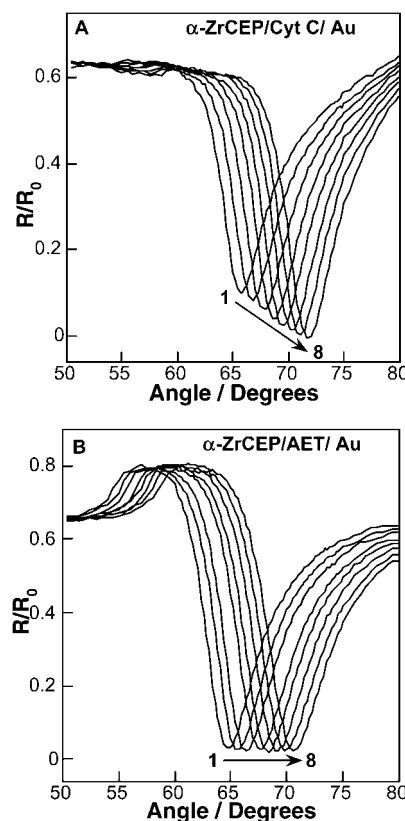 A α-ZrCEP/Cyt C/ Au
R/R₀
0.6
0.4
0.2
0
1
8
50 55 60 65 70 75 80
Angle / Degrees
B α-ZrCEP/AET/ Au
R/R₀
0.8
0.6
0.4
0.2
0
1 8
50 55 60 65 70 75 80
Angle / Degrees